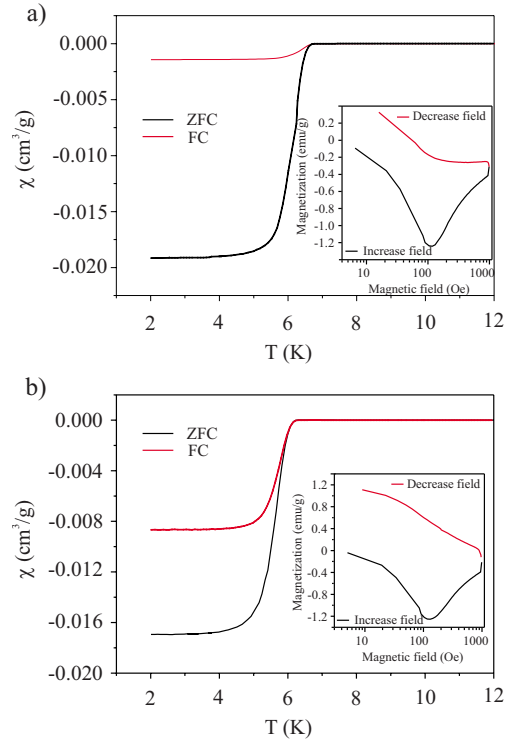 a)
0.000
-0.005
-0.010
-0.015
-0.020
χ (cm³/g)
ZFC
FC
2 4 6 8 10 12
T (K)
Decrease field
Increase field
0.4
0.2
0
-0.2
-0.4
-0.6
-0.8
-1.0
-1.2
Magnetization (emu/g)
10 100 1000
Magnetic field (Oe)
b)
0.000
-0.004
-0.008
-0.012
-0.016
-0.020
χ (cm³/g)
ZFC
FC
2 4 6 8 10 12
T (K)
Decrease field
Increase field
1.2
0.8
0.4
0
-0.4
-0.8
-1.2
Magnetization (emu/g)
10 100 1000
Magnetic field (Oe)